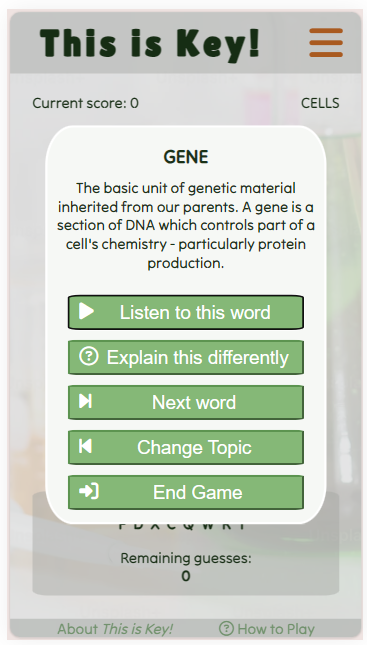 This is Key!
Current score: 0 CELLS
GENE
The basic unit of genetic material
inherited from our parents. A gene is a
section of DNA which controls part of a
cell's chemistry - particularly protein
production.
Listen to this word
Explain this differently
Next word
Change Topic
End Game
Remaining guesses:
0
About This is Key! How to Play